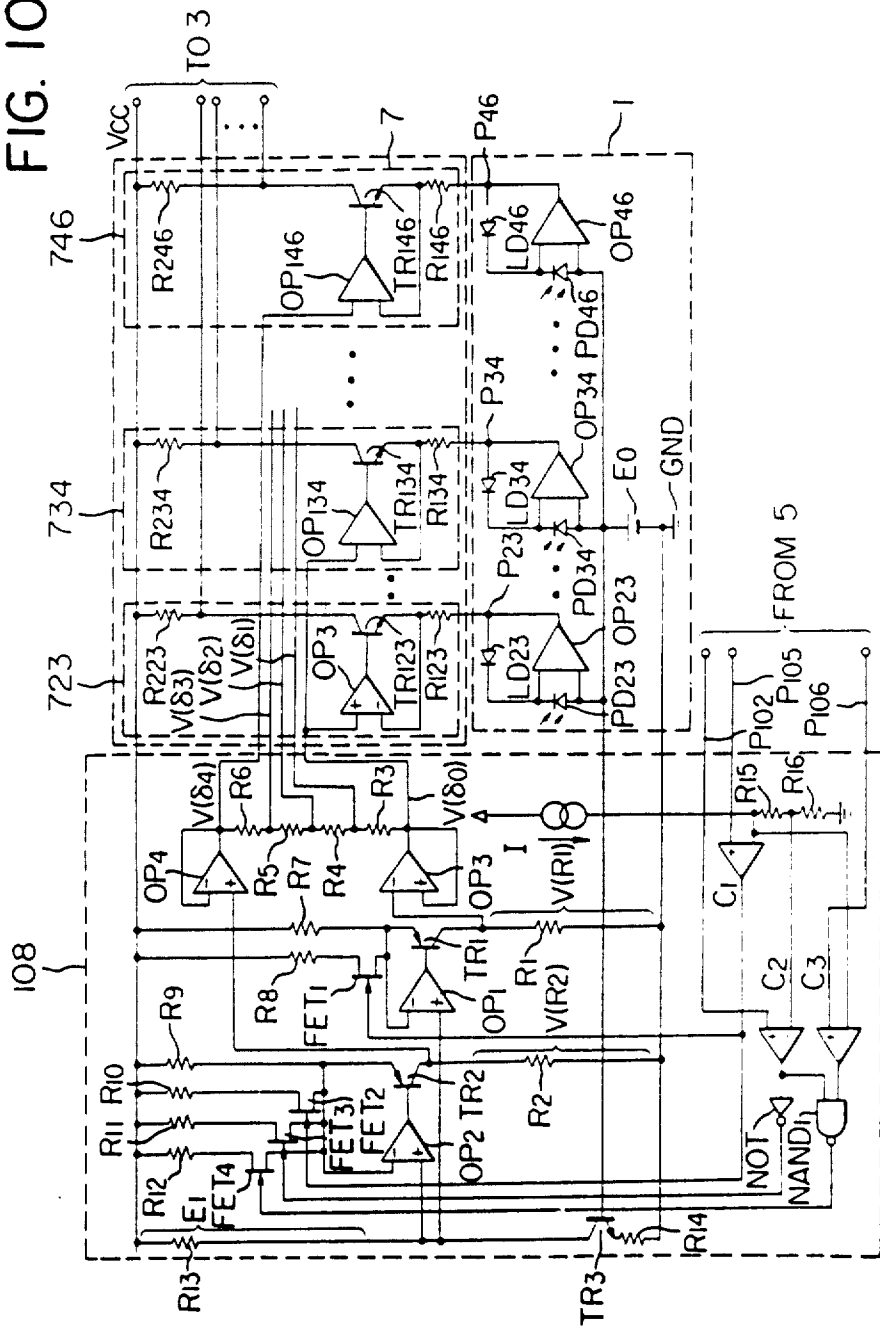 FIG. 10
TO 3
VCC
746
7
R246
OP146
TR146
R146
P46
1
LD46
OP46
PD46
734
R234
OP134
TR134
R134
P34
LD34
OP34
PD34
E0
GND
723
R223
V(δ3)
V(δ2)
V(δ1)
OP3
TR123
R123
P23
LD23
OP23
PD23
FROM 5
P102
P105
P106
108
V(δ4)
R6
OP4
R5
R7
R4
R3
V(δ0)
OP3
I
V(R1)
R15
R16
C1
R8
FET1
TR1
R1
OP1
V(R2)
C2
C3
R9
R10
R11
R12
FET3
FET2
TR2
OP2
R2
NOT
NAND1
E1
FET4
R13
TR3
R14